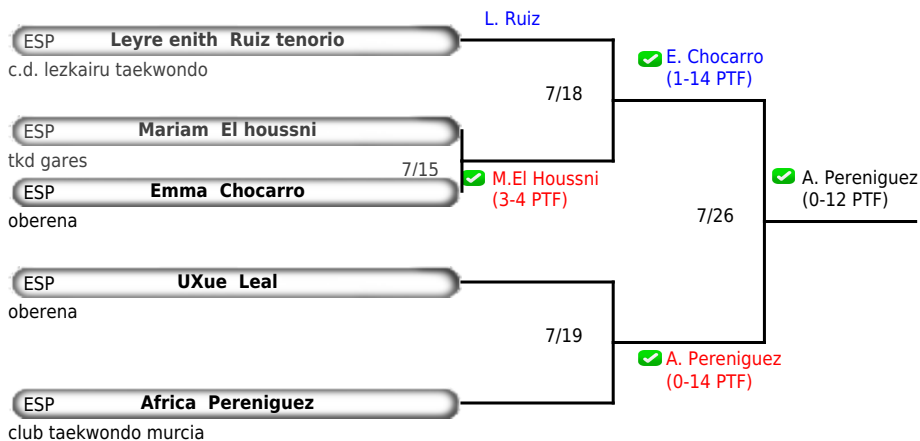 L. Ruiz
ESP Leyre enith Ruiz tenorio
c.d. lezkairu taekwondo
E. Chocarro
(1-14 PTF)
7/18
ESP Mariam El houssni
tkd gares
7/15
M.El Houssni
(3-4 PTF)
ESP Emma Chocarro
oberena
A. Pereniguez
(0-12 PTF)
7/26
ESP UXue Leal
oberena
7/19
A. Pereniguez
(0-14 PTF)
ESP Africa Pereniguez
club taekwondo murcia